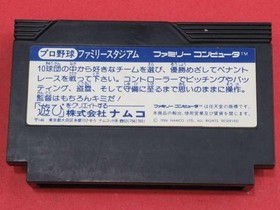 プロ野球 ファミリースタジアム
ファミリー コンピュータ™
10球団の中から好きなチームを選び、優勝めざしてペナント
レースを戦って下さい。コントローラーでピッチングやバッ
ティング、盗塁、そして守備に至るまで思いのままに操作。
監督はもちろんキミだ!
「遊び」をクリエイトする
株式会社 ナムコ